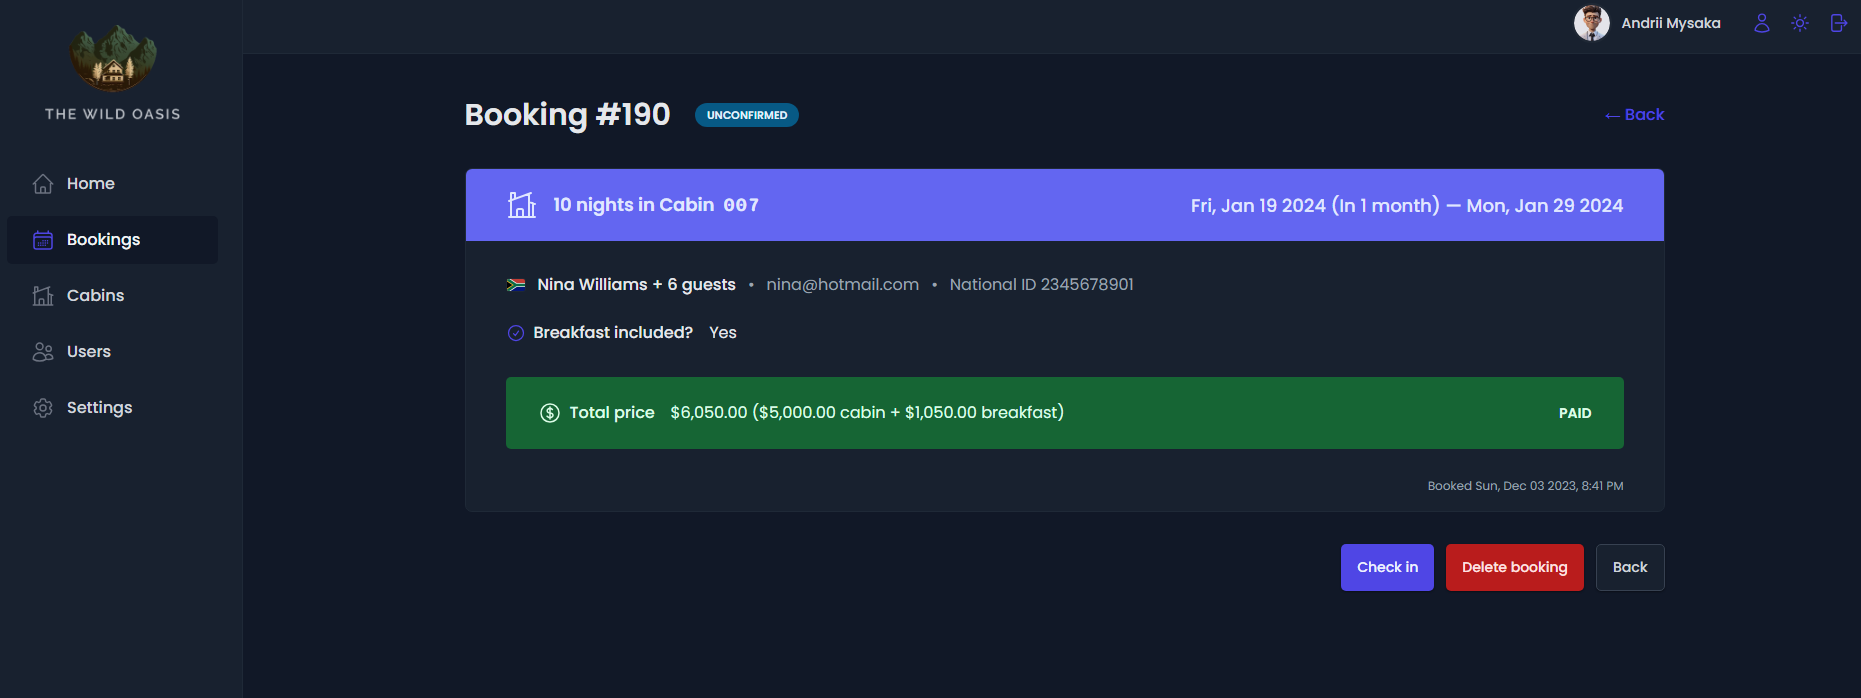 THE WILD OASIS
Home
Bookings
Cabins
Users
Settings
Andrii Mysaka
Booking #190 UNCONFIRMED ← Back
10 nights in Cabin 007 Fri, Jan 19 2024 (In 1 month) — Mon, Jan 29 2024
Nina Williams + 6 guests • nina@hotmail.com • National ID 2345678901
Breakfast included? Yes
Total price $6,050.00 ($5,000.00 cabin + $1,050.00 breakfast) PAID
Booked Sun, Dec 03 2023, 8:41 PM
Check in Delete booking Back